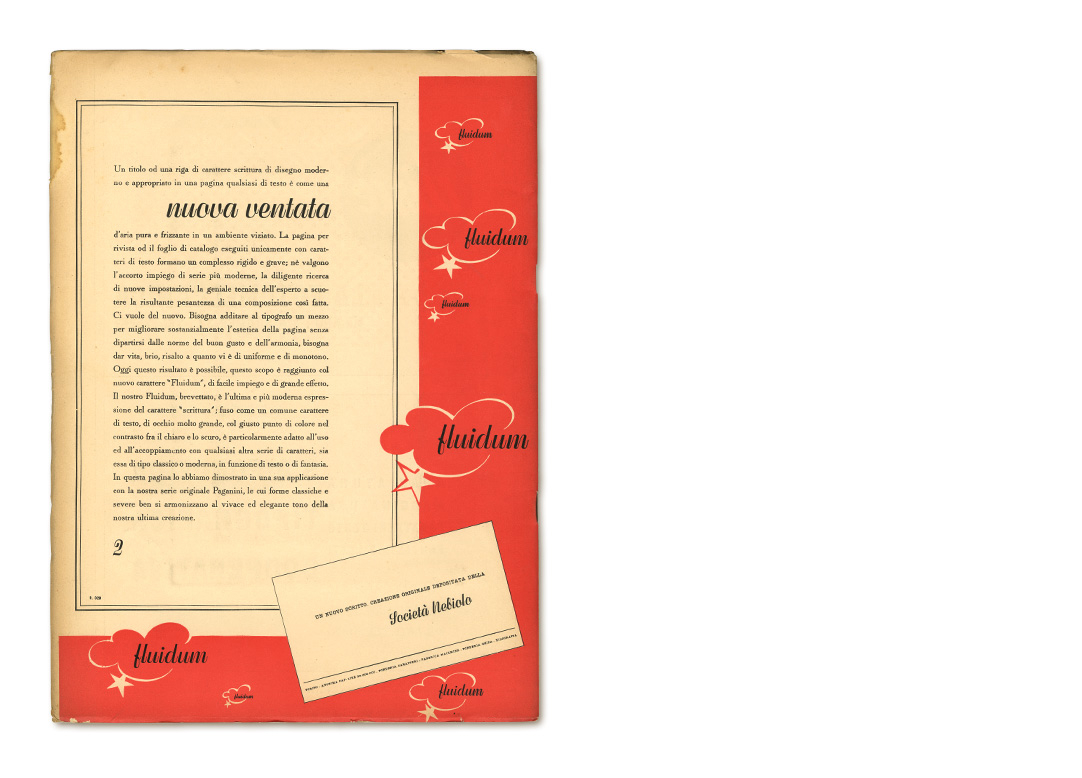 Un titolo od una riga di carattere scrittura di disegno moder-
no e appropriato in una pagina qualsiasi di testo è come una
nuova ventata
d'aria pura e frizzante in un ambiente viziato. La pagina per
rivista od il foglio di catalogo eseguiti unicamente con carat-
teri di testo formano un complesso rigido e grave; nè valgono
l'accorto impiego di serie più moderne, la diligente ricerca
di nuove impostazioni, la geniale tecnica dell'esperto a scuo-
tere la risultante pesantezza di una composizione così fatta.
Ci vuole del nuovo. Bisogna additare al tipografo un mezzo
per migliorare sostanzialmente l'estetica della pagina senza
dipartirsi dalle norme del buon gusto e dell'armonia, bisogna
dar vita, brio, risalto a quanto vi è di uniforme e di monotono.
Oggi questo risultato è possibile, questo scopo è raggiunto col
nuovo carattere "Fluidum", di facile impiego e di grande effetto.
Il nostro Fluidum, brevettato, è l'ultima e più moderna espres-
sione del carattere "scrittura"; fuso come un comune carattere
di testo, di occhio molto grande, col giusto punto di colore nel
contrasto fra il chiaro e lo scuro, è particolarmente adatto all'uso
ed all'accoppiamento con qualsiasi altra serie di caratteri, sia
essa di tipo classico o moderna, in funzione di testo o di fantasia.
In questa pagina lo abbiamo dimostrato in una sua applicazione
con la nostra serie originale Paganini, le cui forme classiche e
severe ben si armonizzano al vivace ed elegante tono della
nostra ultima creazione.
2
fluidum
fluidum
fluidum
fluidum
UN NUOVO SCRITTO, CREAZIONE ORIGINALE DEPOSITATA DELLA
Società Nebiolo
fluidum
fluidum
fluidum